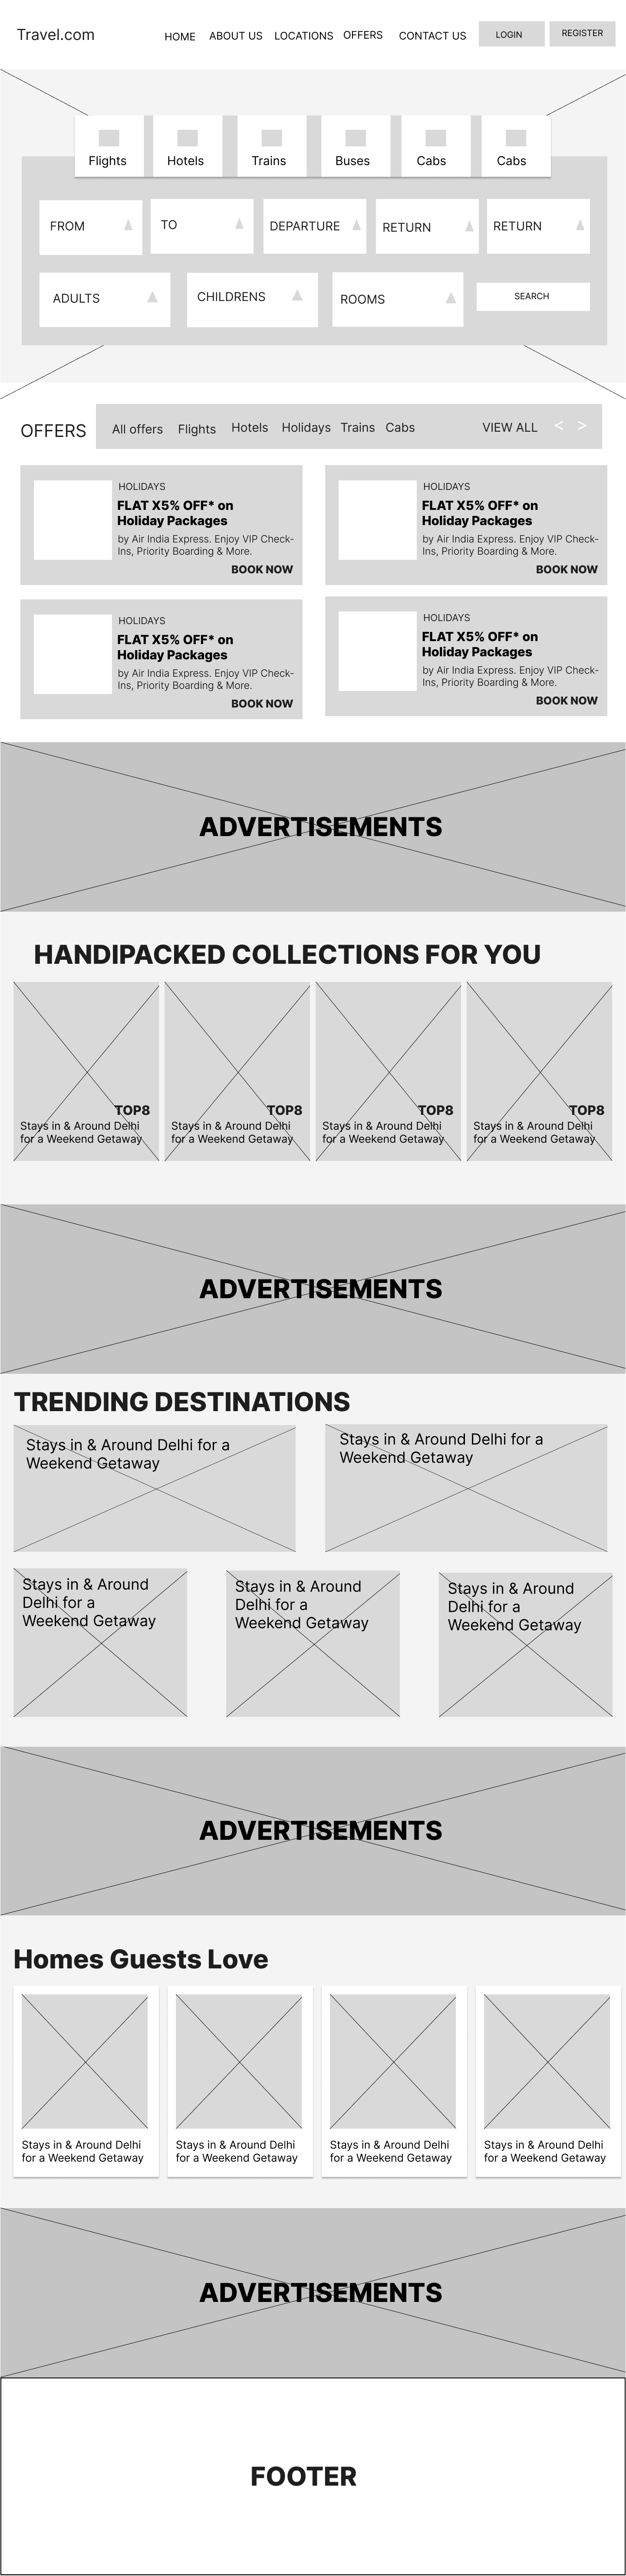 Travel.com
HOME ABOUT US LOCATIONS OFFERS CONTACT US LOGIN REGISTER
Flights Hotels Trains Buses Cabs Cabs
FROM TO DEPARTURE RETURN RETURN
ADULTS CHILDRENS ROOMS SEARCH
OFFERS All offers Flights Hotels Holidays Trains Cabs VIEW ALL < >
HOLIDAYS
FLAT X5% OFF* on
Holiday Packages
by Air India Express. Enjoy VIP Check-
Ins, Priority Boarding & More.
BOOK NOW
HOLIDAYS
FLAT X5% OFF* on
Holiday Packages
by Air India Express. Enjoy VIP Check-
Ins, Priority Boarding & More.
BOOK NOW
HOLIDAYS
FLAT X5% OFF* on
Holiday Packages
by Air India Express. Enjoy VIP Check-
Ins, Priority Boarding & More.
BOOK NOW
HOLIDAYS
FLAT X5% OFF* on
Holiday Packages
by Air India Express. Enjoy VIP Check-
Ins, Priority Boarding & More.
BOOK NOW
ADVERTISEMENTS
HANDIPACKED COLLECTIONS FOR YOU
TOP8
Stays in & Around Delhi
for a Weekend Getaway
TOP8
Stays in & Around Delhi
for a Weekend Getaway
TOP8
Stays in & Around Delhi
for a Weekend Getaway
TOP8
Stays in & Around Delhi
for a Weekend Getaway
ADVERTISEMENTS
TRENDING DESTINATIONS
Stays in & Around Delhi for a
Weekend Getaway
Stays in & Around Delhi for a
Weekend Getaway
Stays in & Around
Delhi for a
Weekend Getaway
Stays in & Around
Delhi for a
Weekend Getaway
Stays in & Around
Delhi for a
Weekend Getaway
ADVERTISEMENTS
Homes Guests Love
Stays in & Around Delhi
for a Weekend Getaway
Stays in & Around Delhi
for a Weekend Getaway
Stays in & Around Delhi
for a Weekend Getaway
Stays in & Around Delhi
for a Weekend Getaway
ADVERTISEMENTS
FOOTER